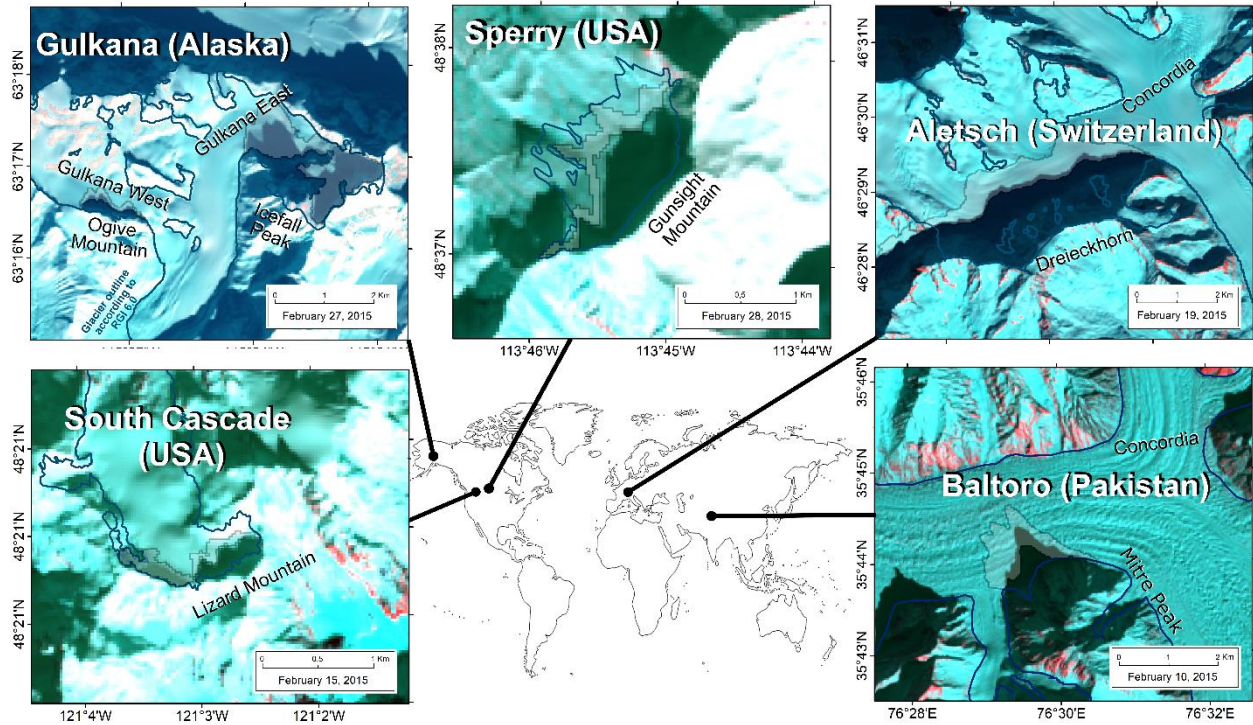 Gulkana (Alaska)
63°18'N
63°17'N
63°16'N
Gulkana East
Gulkana West
Ogive
Mountain
Icefall
Peak
Glacier outline
according to
RGI 6.0
0 1 2 Km
February 27, 2015
Sperry (USA)
48°38'N
48°37'N
Gunsight
Mountain
0 0,5 1 Km
February 28, 2015
113°46'W 113°45'W 113°44'W
46°31'N
46°30'N
46°29'N
46°28'N
Concordia
Aletsch (Switzerland)
Dreieckhorn
0 1 2 Km
February 19, 2015
South Cascade
(USA)
48°21'N
48°21'N
48°21'N
Lizard Mountain
0 0.5 1 Km
February 15, 2015
121°4'W 121°3'W 121°2'W
35°46'N
35°45'N
35°44'N
35°43'N
Concordia
Baltoro (Pakistan)
Mitre Peak
0 1 2 Km
February 10, 2015
76°28'E 76°30'E 76°32'E